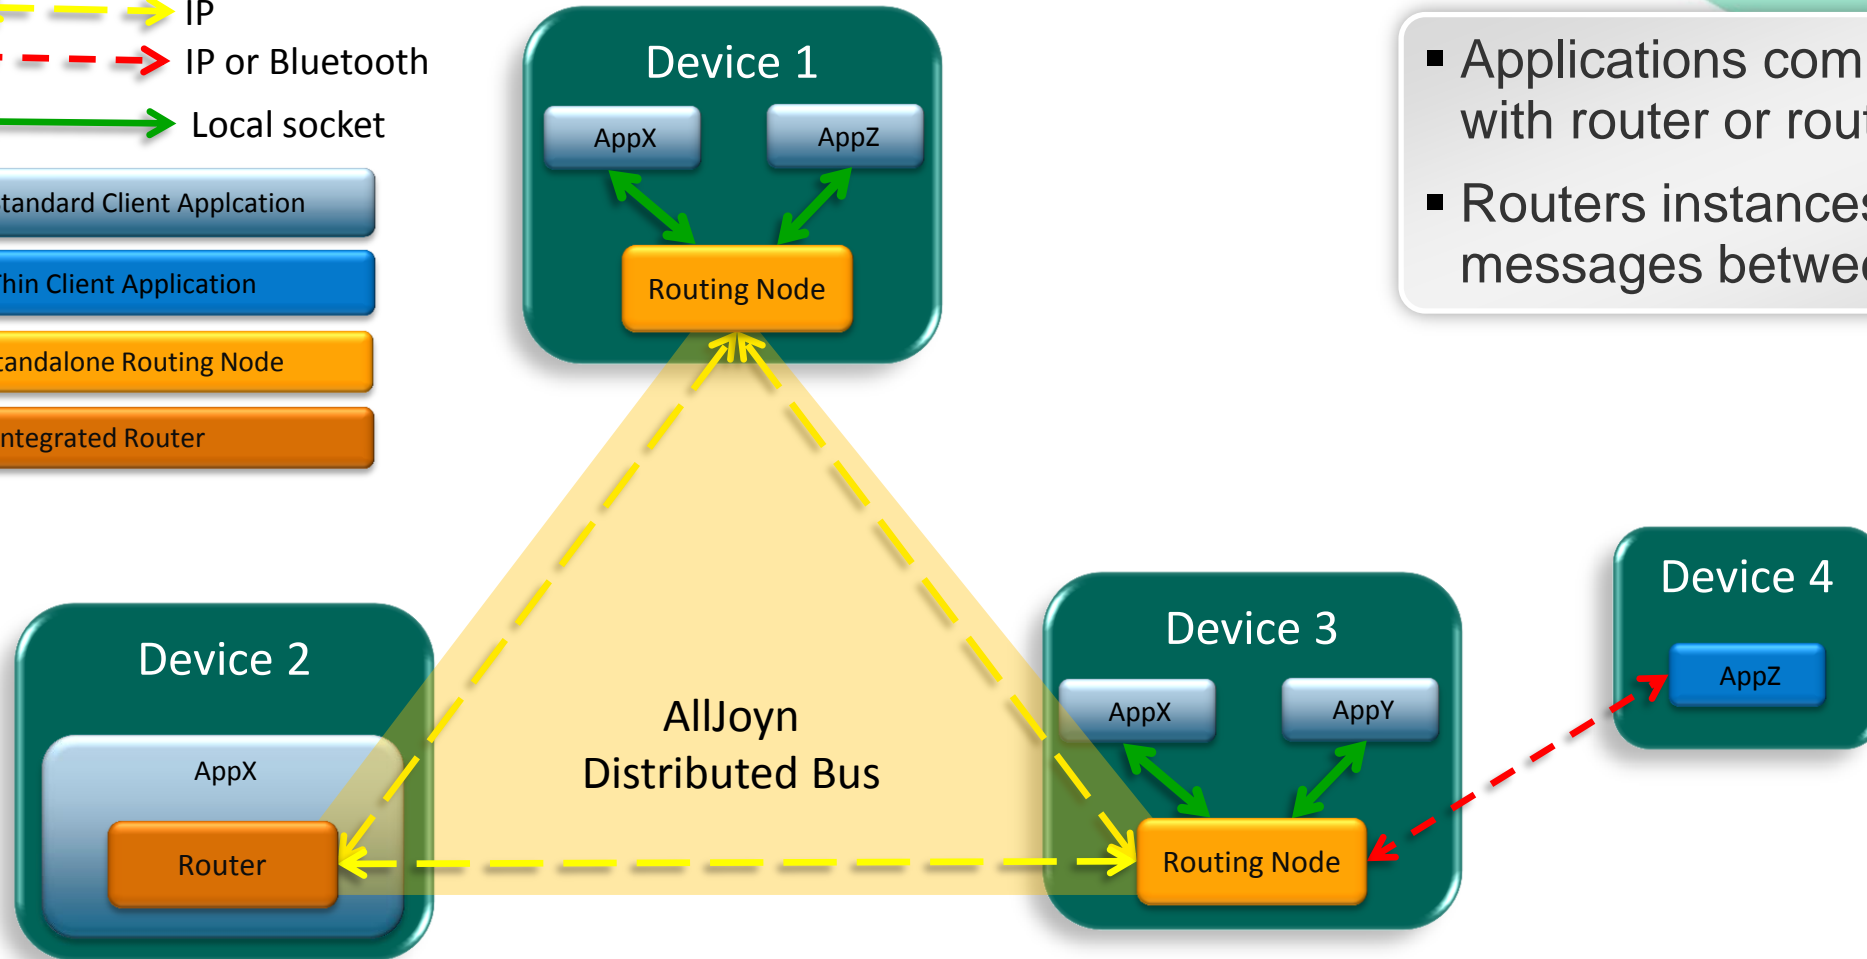 IP
IP or Bluetooth
Local socket
tandard Client Applcation
hin Client Application
tandalone Routing Node
ntegrated Router
Device 1
AppX
AppZ
Routing Node
Applications com
with router or rout
Routers instances
messages betwee
Device 2
AppX
Router
AllJoyn
Distributed Bus
Device 3
AppX
AppY
Routing Node
Device 4
AppZ